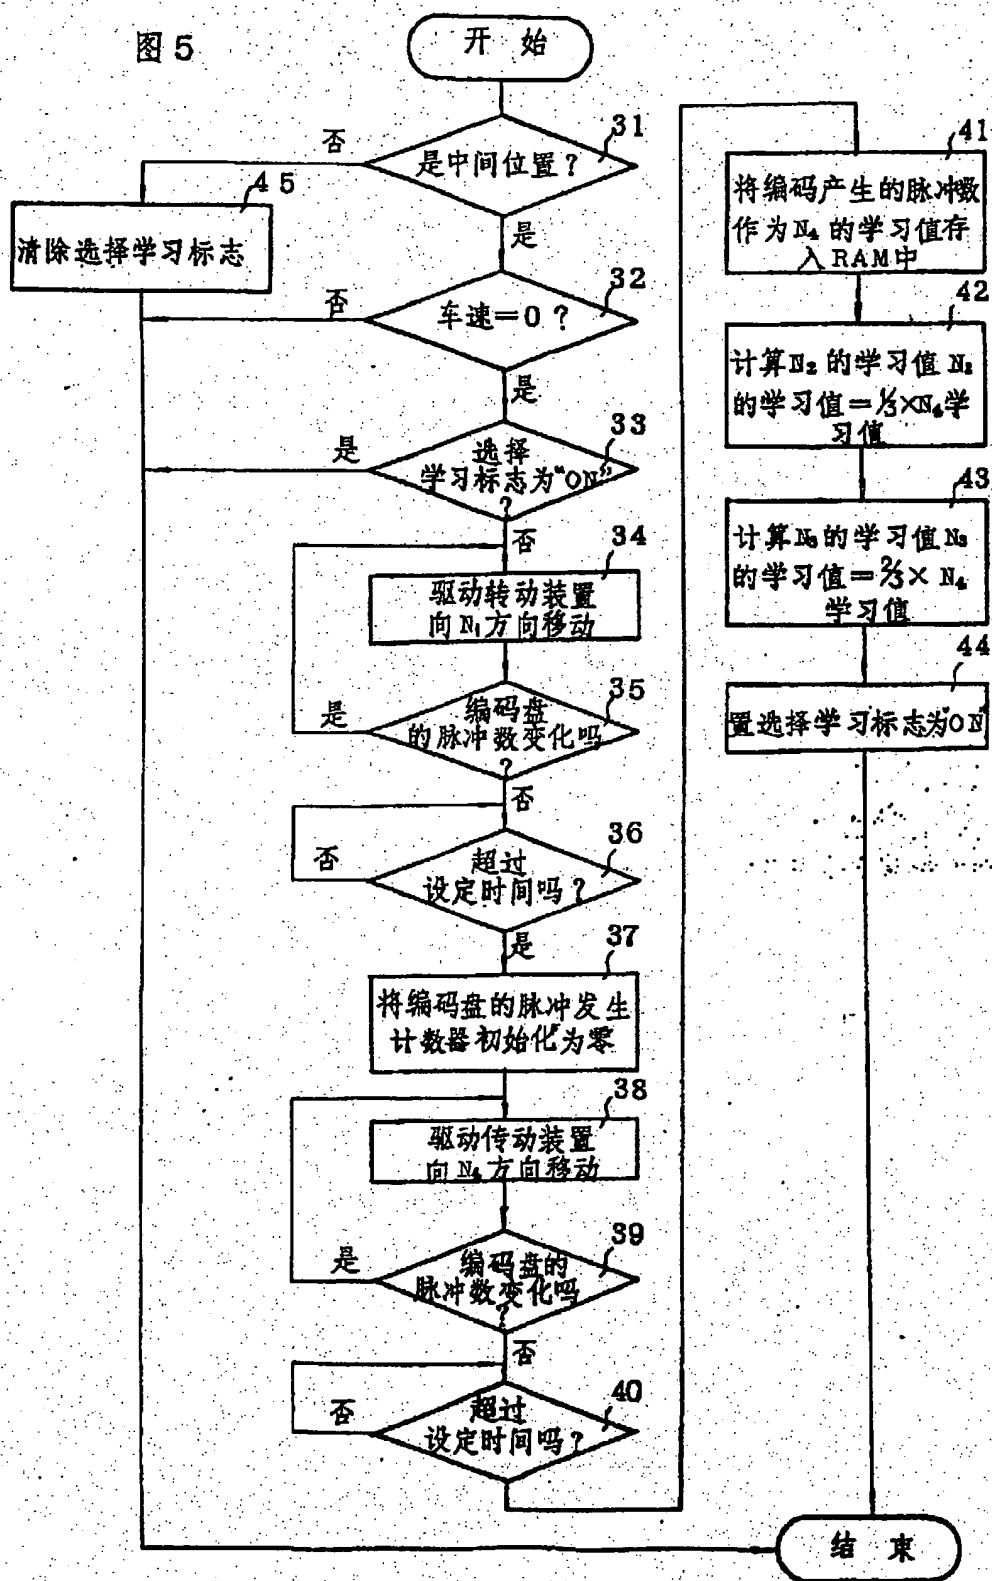 图5
开 始
31
是中间位置?
否
是
45
清除选择学习标志
32
车速=0?
否
是
33
选择
学习标志为“ON”
?
是
否
34
驱动转动装置
向N₁方向移动
35
编码盘
的脉冲数变化吗
?
是
否
36
超过
设定时间吗?
否
是
37
将编码盘的脉冲发生
计数器初始化为零
38
驱动传动装置
向N₄方向移动
39
编码盘的
脉冲数变化吗
?
是
否
40
超过
设定时间吗?
否
41
将编码产生的脉冲数
作为N₄的学习值存
入RAM中
42
计算N₂的学习值N₂
的学习值=⅓×N₄学
习值
43
计算N₃的学习值N₃
的学习值=⅔×N₄
学习值
44
置选择学习标志为“ON”
结 束